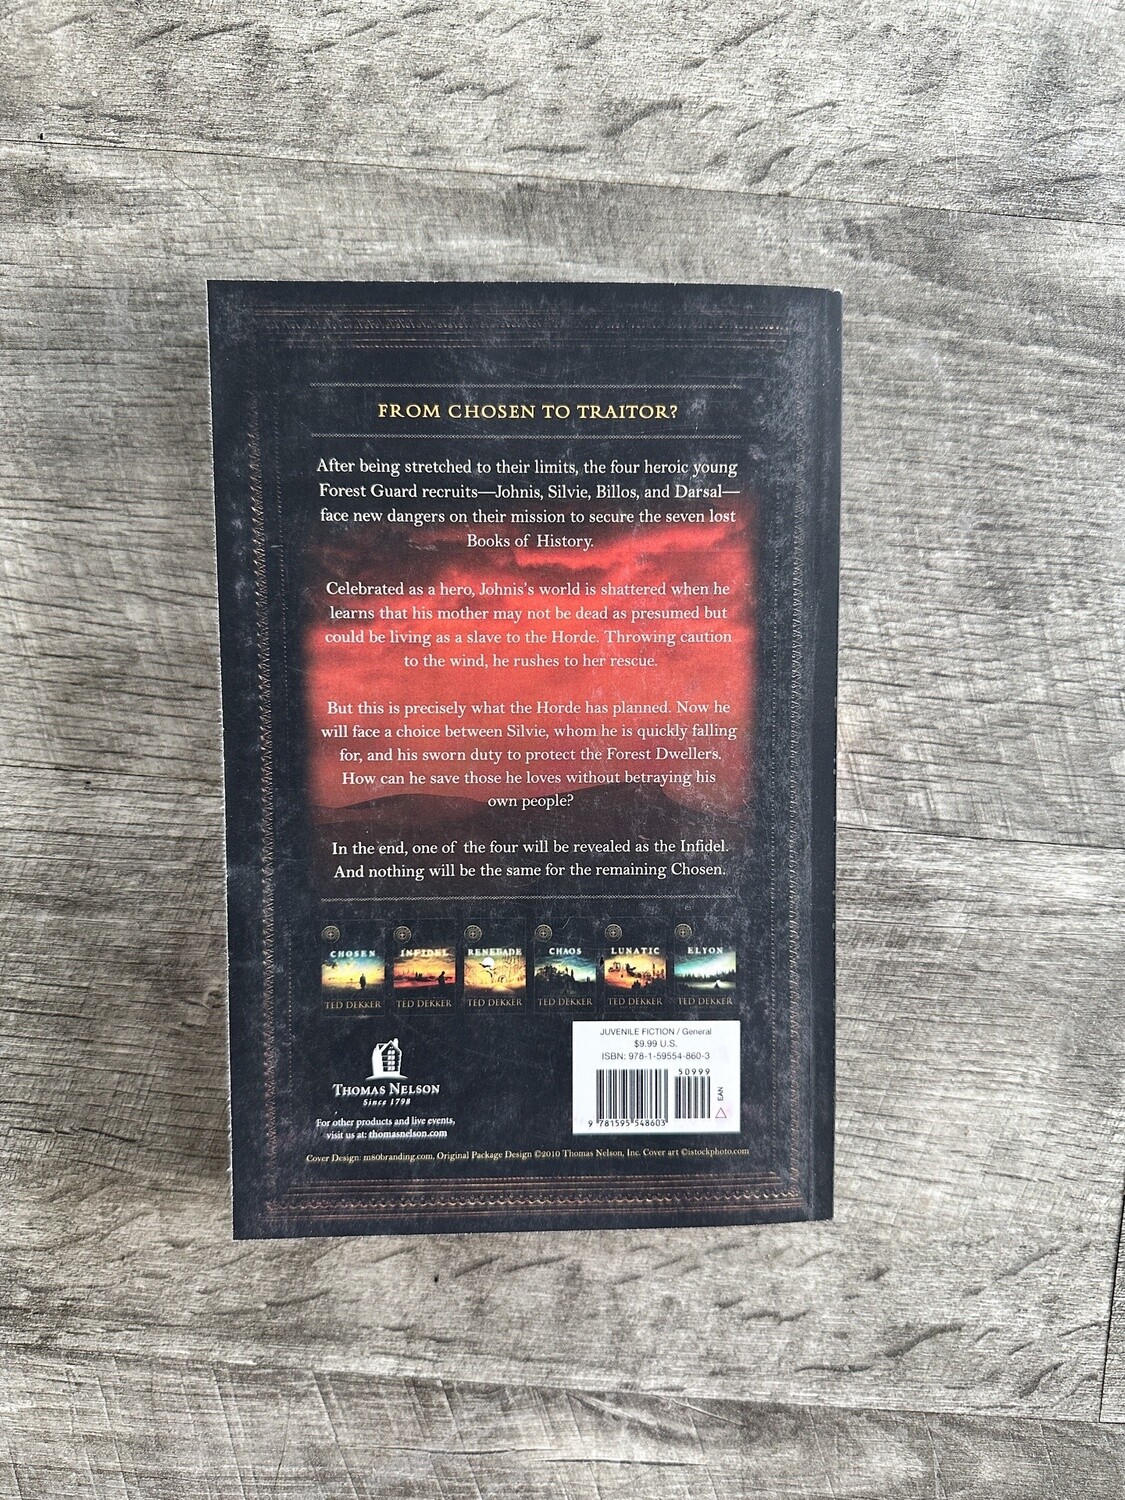 FROM CHOSEN TO TRAITOR?
After being stretched to their limits, the four heroic young
Forest Guard recruits—Johnis, Silvie, Billos, and Darsal—
face new dangers on their mission to secure the seven lost
Books of History.
Celebrated as a hero, Johnis's world is shattered when he
learns that his mother may not be dead as presumed but
could be living as a slave to the Horde. Throwing caution
to the wind, he rushes to her rescue.
But this is precisely what the Horde has planned. Now he
will face a choice between Silvie, whom he is quickly falling
for, and his sworn duty to protect the Forest Dwellers.
How can he save those he loves without betraying his
own people?
In the end, one of the four will be revealed as the Infidel.
And nothing will be the same for the remaining Chosen.
CHOSEN INFIDEL RENEGADE CHAOS LUNATIC ELYON
TED DEKKER TED DEKKER TED DEKKER TED DEKKER TED DEKKER TED DEKKER
THOMAS NELSON
Since 1798
For other products and live events,
visit us at: thomasnelson.com
JUVENILE FICTION / General
$9.99 U.S.
ISBN: 978-1-59554-860-3
50999
EAN
9 781595 548603
Cover Design: m80branding.com, Original Package Design ©2010 Thomas Nelson, Inc. Cover art ©istockphoto.com